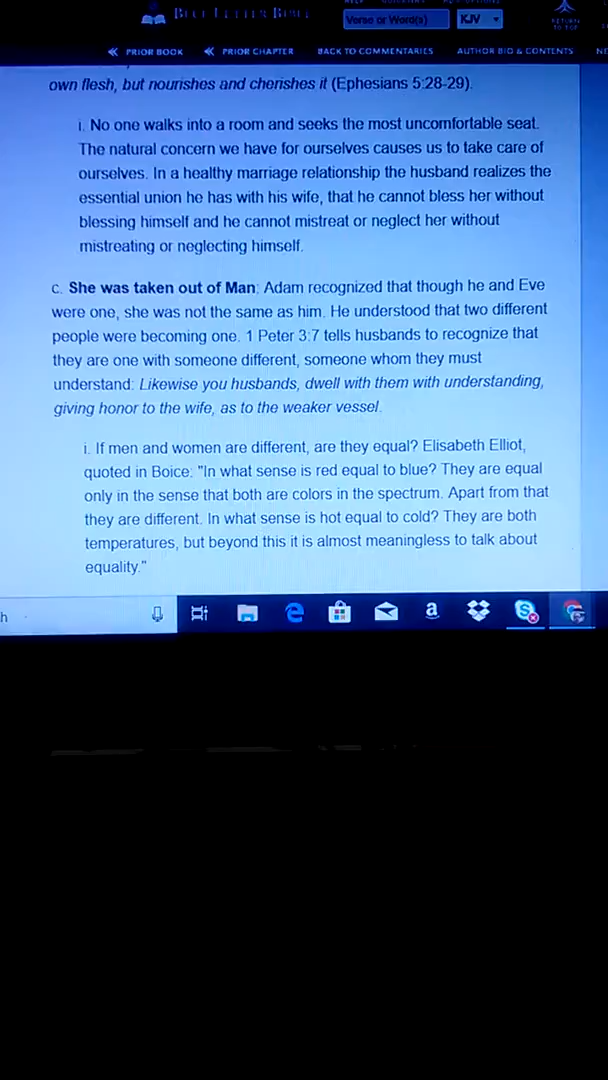 BLUE LETTER BIBLE
Verse or Word(s)
KJV
RETURN
TO TOP
« PRIOR BOOK « PRIOR CHAPTER BACK TO COMMENTARIES AUTHOR BIO & CONTENTS NE
own flesh, but nourishes and cherishes it (Ephesians 5:28-29).
i. No one walks into a room and seeks the most uncomfortable seat.
The natural concern we have for ourselves causes us to take care of
ourselves. In a healthy marriage relationship the husband realizes the
essential union he has with his wife, that he cannot bless her without
blessing himself and he cannot mistreat or neglect her without
mistreating or neglecting himself.
c. She was taken out of Man: Adam recognized that though he and Eve
were one, she was not the same as him. He understood that two different
people were becoming one. 1 Peter 3:7 tells husbands to recognize that
they are one with someone different, someone whom they must
understand: Likewise you husbands, dwell with them with understanding,
giving honor to the wife, as to the weaker vessel.
i. If men and women are different, are they equal? Elisabeth Elliot,
quoted in Boice: "In what sense is red equal to blue? They are equal
only in the sense that both are colors in the spectrum. Apart from that
they are different. In what sense is hot equal to cold? They are both
temperatures, but beyond this it is almost meaningless to talk about
equality."
h